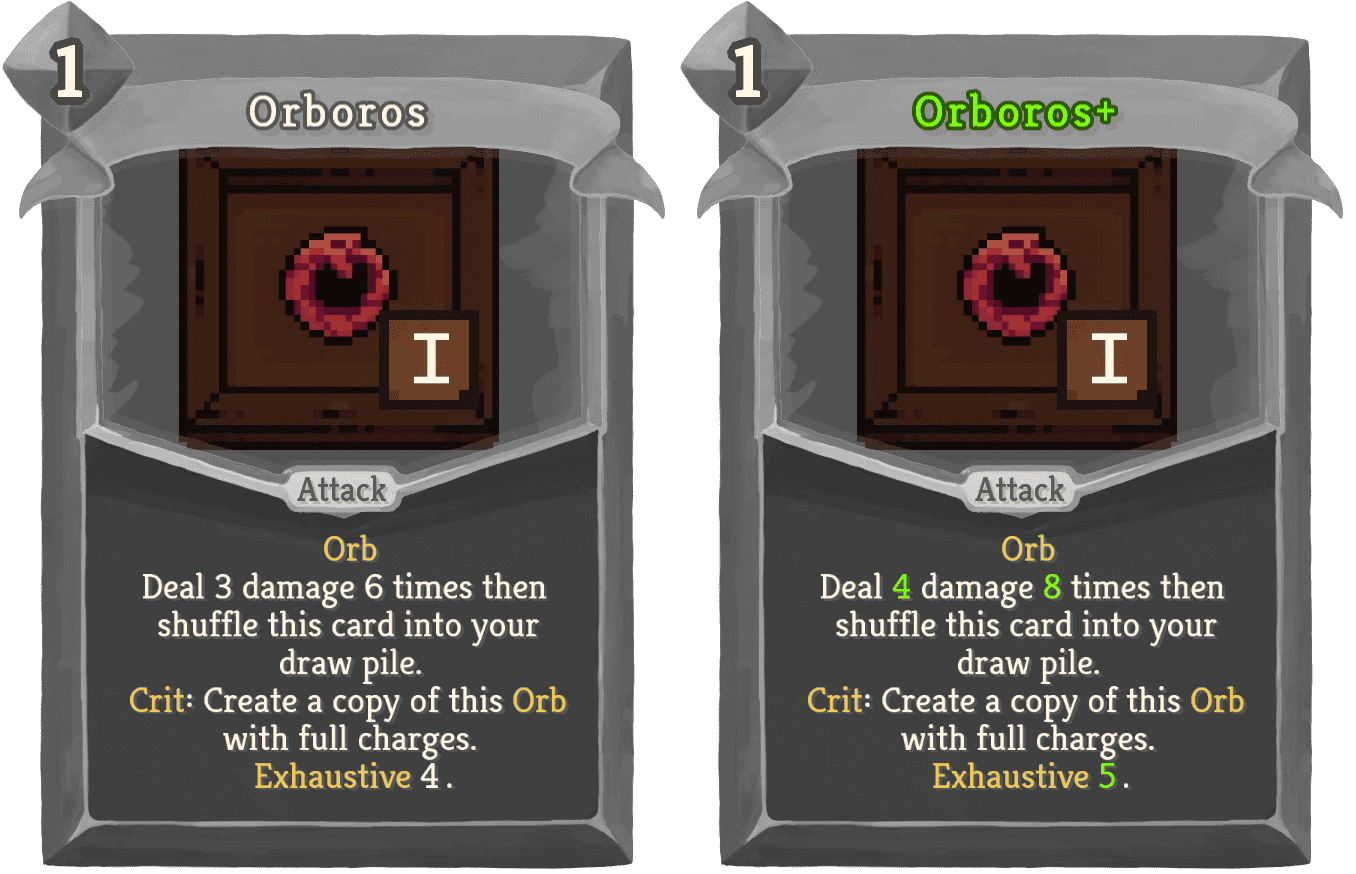 1
Orboros
I
Attack
Orb
Deal 3 damage 6 times then
shuffle this card into your
draw pile.
Crit: Create a copy of this Orb
with full charges.
Exhaustive 4 .
1
Orboros+
I
Attack
Orb
Deal 4 damage 8 times then
shuffle this card into your
draw pile.
Crit: Create a copy of this Orb
with full charges.
Exhaustive 5 .